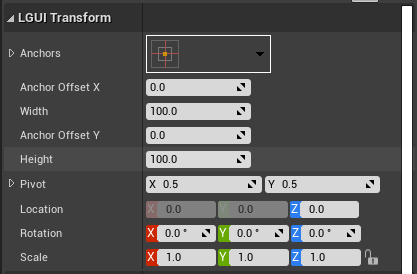 LGUI Transform
Anchors
Anchor Offset X 0.0
Width 100.0
Anchor Offset Y 0.0
Height 100.0
Pivot X 0.5 Y 0.5
Location X 0.0 Y 0.0 Z 0.0
Rotation X 0.0 ° Y 0.0 ° Z 0.0 °
Scale X 1.0 Y 1.0 Z 1.0